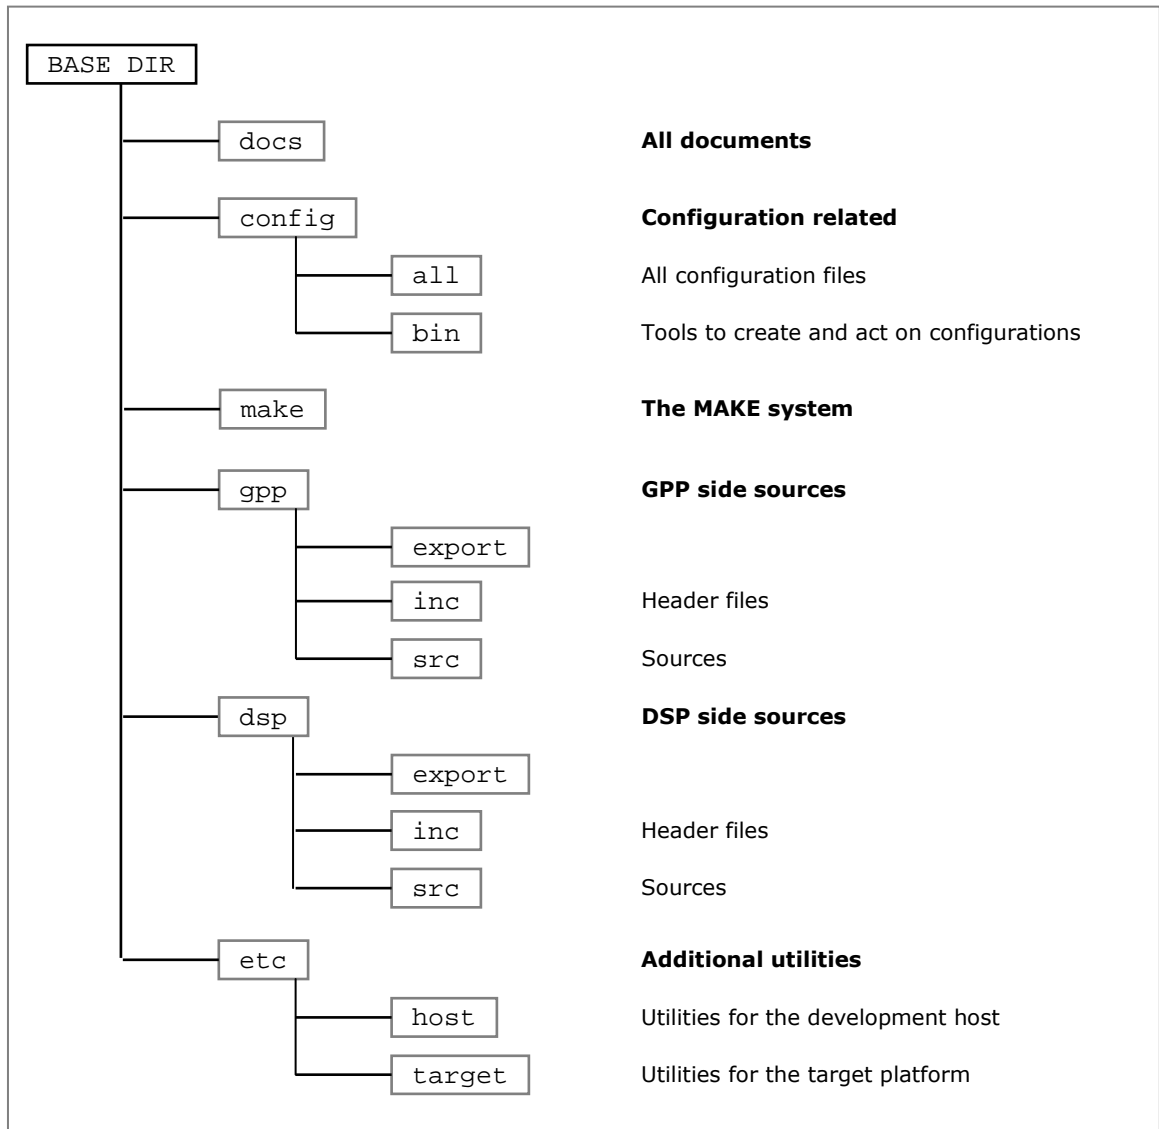 BASE DIR
docs All documents
config Configuration related
all All configuration files
bin Tools to create and act on configurations
make The MAKE system
gpp GPP side sources
export
inc Header files
src Sources
dsp DSP side sources
export
inc Header files
src Sources
etc Additional utilities
host Utilities for the development host
target Utilities for the target platform